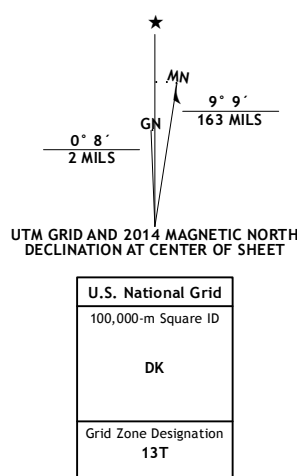 MN
GN
9° 9´
163 MILS
0° 8´
2 MILS
UTM GRID AND 2014 MAGNETIC NORTH
DECLINATION AT CENTER OF SHEET
U.S. National Grid
100,000-m Square ID
DK
Grid Zone Designation
13T